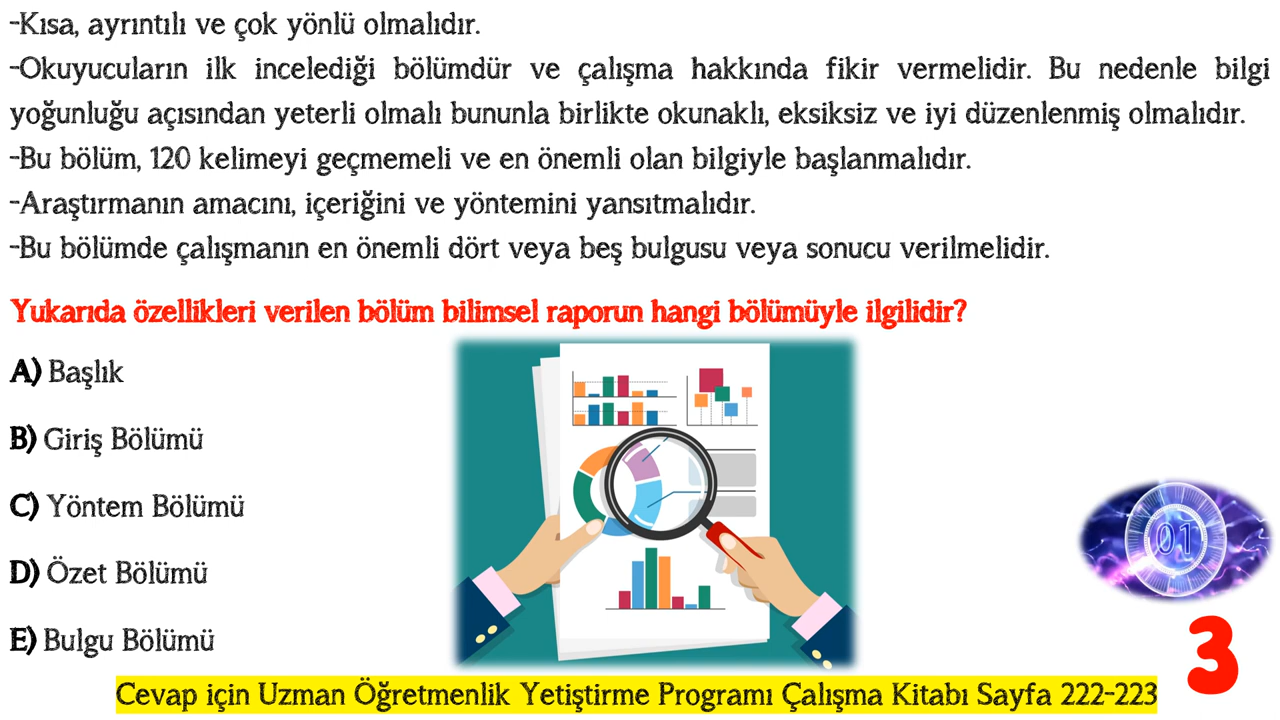 -Kısa, ayrıntılı ve çok yönlü olmalıdır.
-Okuyucuların ilk incelediği bölümdür ve çalışma hakkında fikir vermelidir. Bu nedenle bilgi
yoğunluğu açısından yeterli olmalı bununla birlikte okunaklı, eksiksiz ve iyi düzenlenmiş olmalıdır.
-Bu bölüm, 120 kelimeyi geçmemeli ve en önemli olan bilgiyle başlanmalıdır.
-Araştırmanın amacını, içeriğini ve yöntemini yansıtmalıdır.
-Bu bölümde çalışmanın en önemli dört veya beş bulgusu veya sonucu verilmelidir.
Yukarıda özellikleri verilen bölüm bilimsel raporun hangi bölümüyle ilgilidir?
A) Başlık
B) Giriş Bölümü
C) Yöntem Bölümü
D) Özet Bölümü
E) Bulgu Bölümü
01
3
Cevap için Uzman Öğretmenlik Yetiştirme Programı Çalışma Kitabı Sayfa 222-223